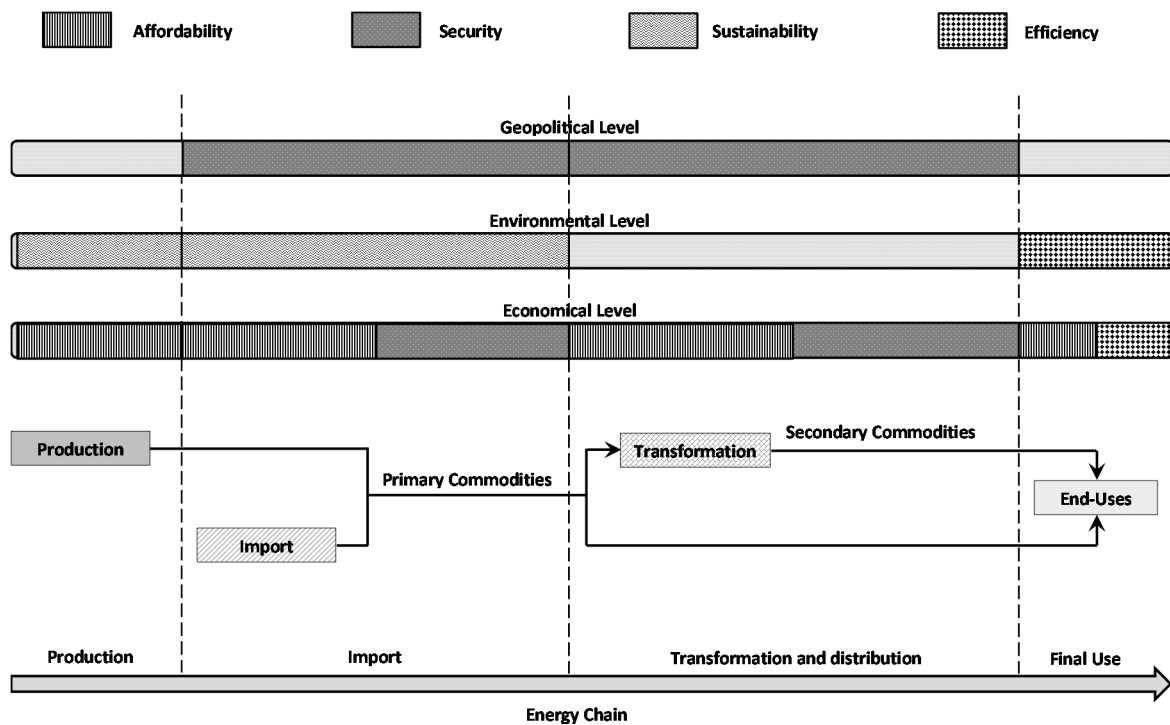 Affordability
Security
Sustainability
Efficiency
Geopolitical Level
Environmental Level
Economical Level
Production
Import
Primary Commodities
Transformation
Secondary Commodities
End-Uses
Production
Import
Transformation and distribution
Final Use
Energy Chain